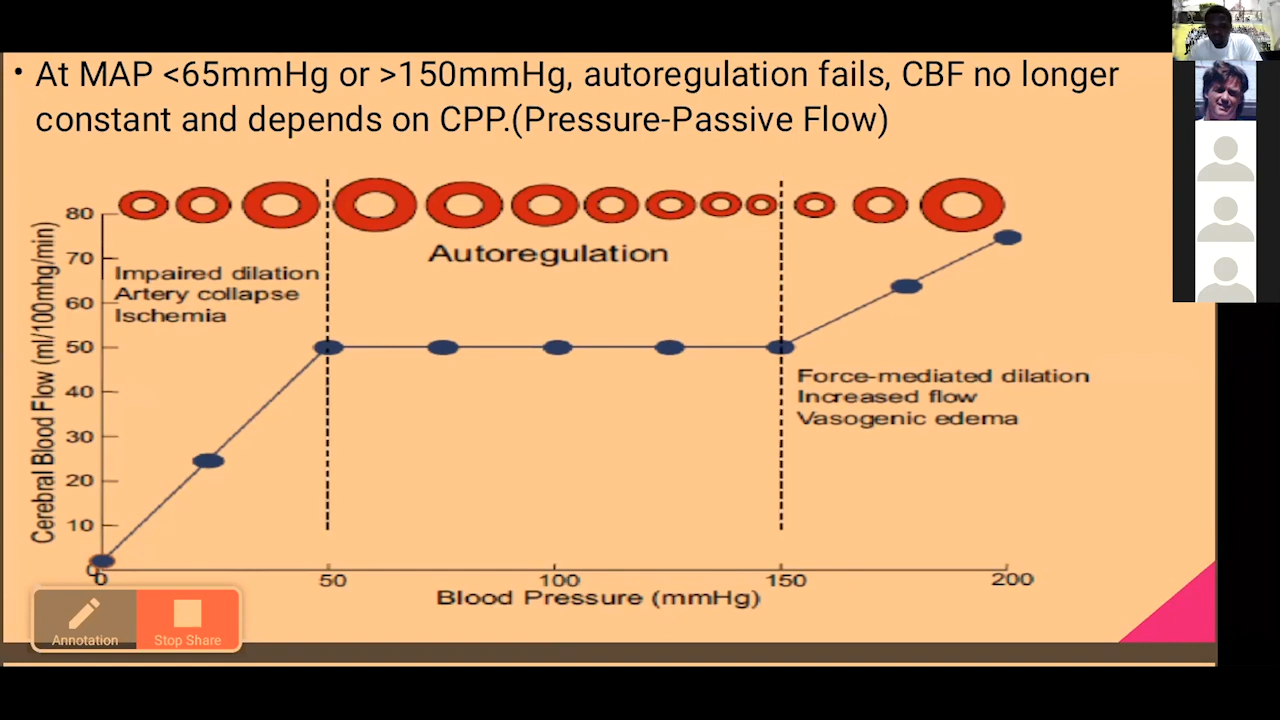 • At MAP <65mmHg or >150mmHg, autoregulation fails, CBF no longer
constant and depends on CPP.(Pressure-Passive Flow)
Autoregulation
Impaired dilation
Artery collapse
Ischemia
Force-mediated dilation
Increased flow
Vasogenic edema
Cerebral Blood Flow (ml/100mhg/min)
80
70
60
50
40
30
20
10
0
0 50 100 150 200
Blood Pressure (mmHg)
Annotation
Stop Share